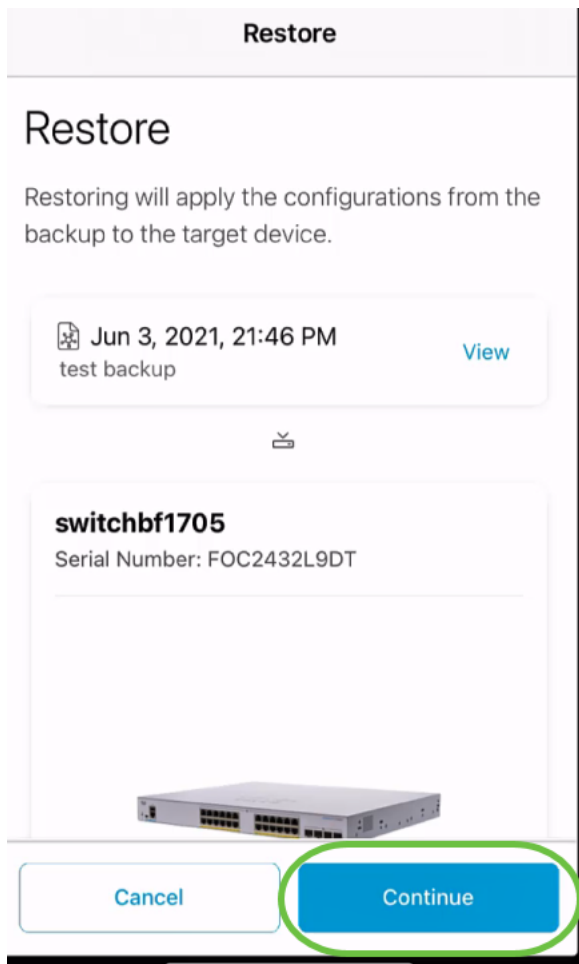 Restore
Restore
Restoring will apply the configurations from the
backup to the target device.
Jun 3, 2021, 21:46 PM
View
test backup
switchbf1705
Serial Number: FOC2432L9DT
Cancel
Continue